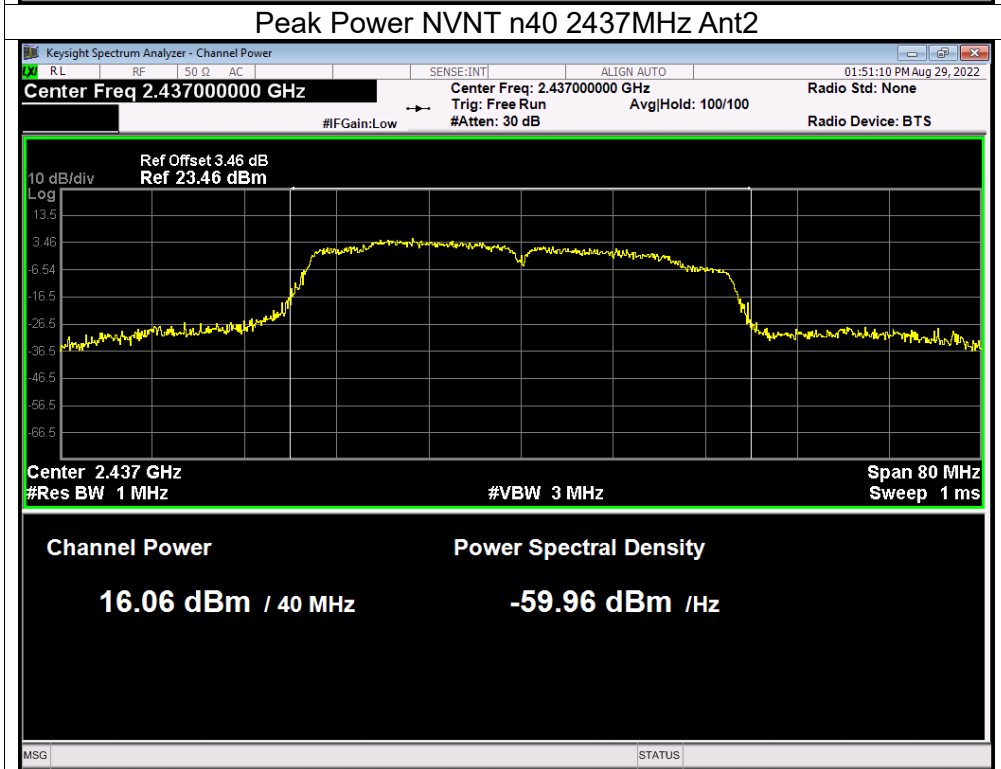 Peak Power NVNT n40 2437MHz Ant2
Keysight Spectrum Analyzer - Channel Power
LXI RL RF 50 Ω AC SENSE:INT ALIGN AUTO 01:51:10 PM Aug 29, 2022
Center Freq 2.437000000 GHz Center Freq: 2.437000000 GHz Radio Std: None
Trig: Free Run Avg|Hold: 100/100
#IFGain:Low #Atten: 30 dB Radio Device: BTS
Ref Offset 3.46 dB
10 dB/div Ref 23.46 dBm
Log
13.5
3.46
-6.54
-16.5
-26.5
-36.5
-46.5
-56.5
-66.5
Center 2.437 GHz Span 80 MHz
#Res BW 1 MHz #VBW 3 MHz Sweep 1 ms
Channel Power Power Spectral Density
16.06 dBm / 40 MHz -59.96 dBm /Hz
MSG STATUS